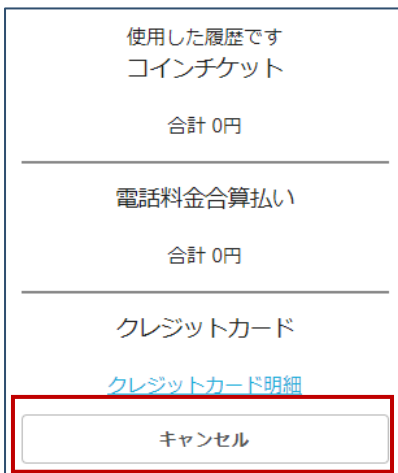 使用した履歴です
コインチケット
合計 0円
電話料金合算払い
合計 0円
クレジットカード
クレジットカード明細
キャンセル